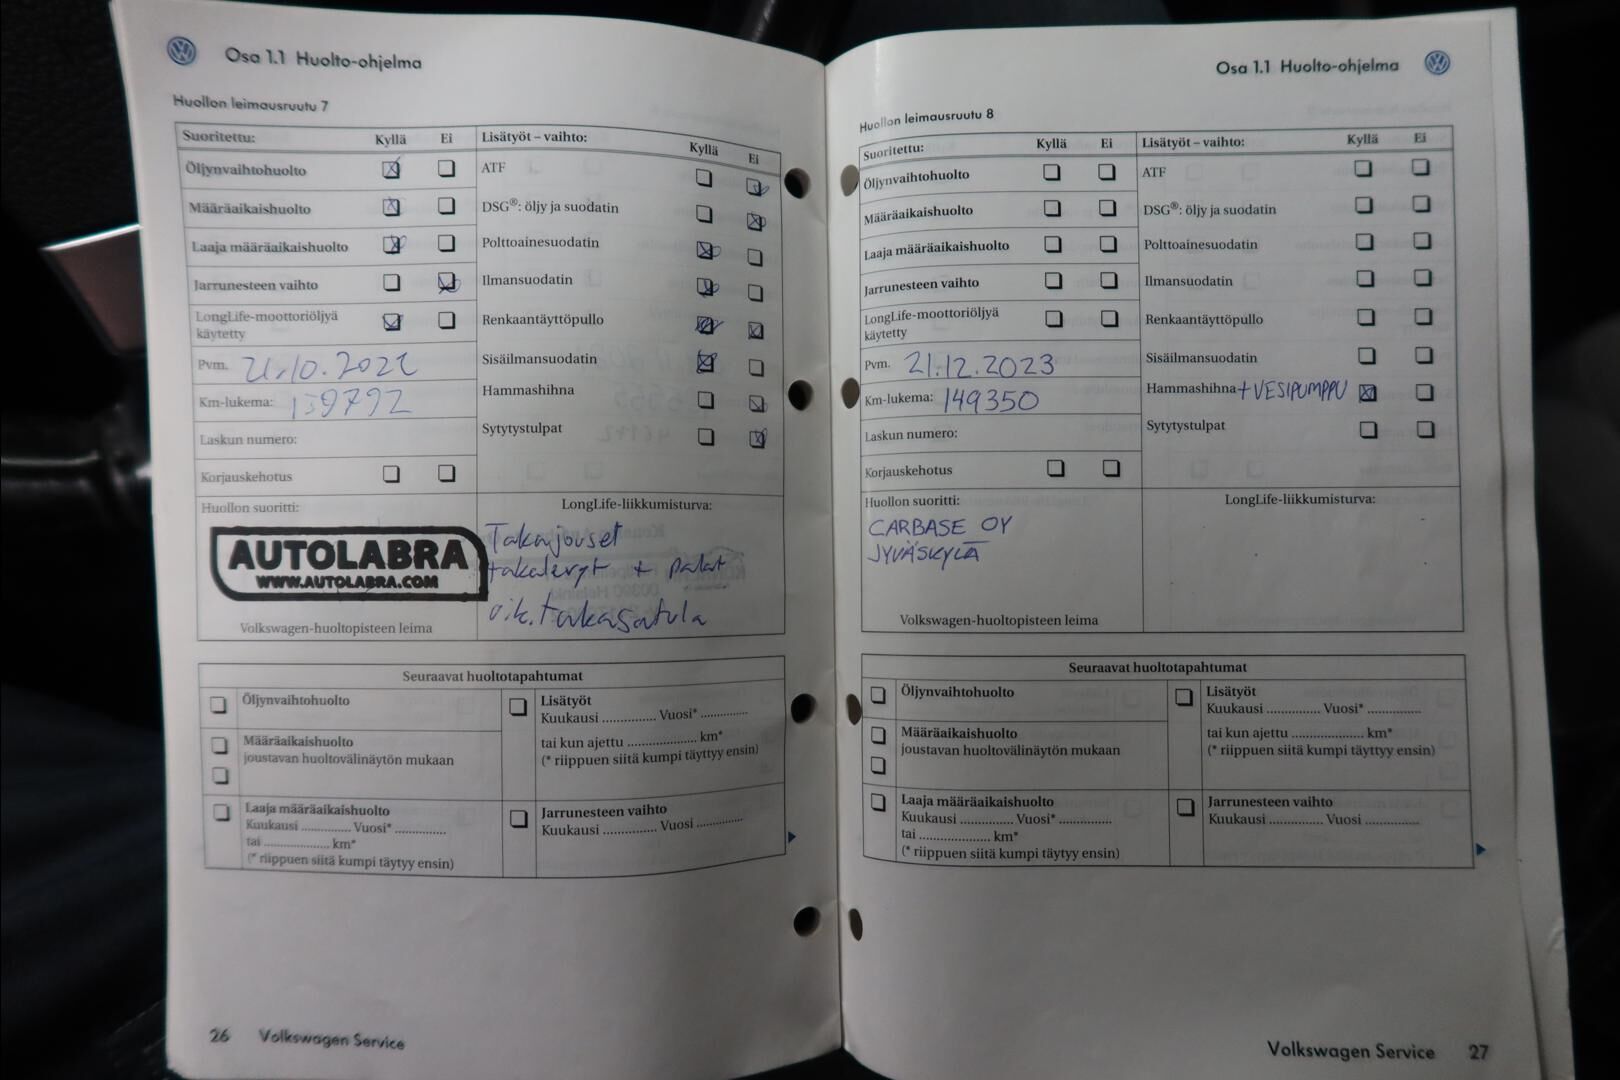 Osa 1.1 Huolto-ohjelma
Huollon leimausruutu 7
Suoritettu: Kyllä Ei
Öljynvaihtohuolto
Määräaikaishuolto
Laaja määräaikaishuolto
Jarrunesteen vaihto
LongLife-moottoriöljyä
käytetty
Pvm. 21.10.2022
Km-lukema: 139792
Laskun numero:
Korjauskehotus
Huollon suoritti:
AUTOLABRA
WWW.AUTOLABRA.COM
Volkswagen-huoltopisteen leima
Lisätyöt – vaihto: Kyllä Ei
ATF
DSG®: öljy ja suodatin
Polttoainesuodatin
Ilmansuodatin
Renkaantäyttöpullo
Sisäilmansuodatin
Hammashihna
Sytytystulpat
LongLife-liikkumisturva:
Takajouset
takalevyt + palat
oik. takasatula
Seuraavat huoltotapahtumat
Öljynvaihtohuolto
Määräaikaishuolto
joustavan huoltovälinäytön mukaan
Laaja määräaikaishuolto
Kuukausi .............. Vuosi* ..............
tai .................... km*
(* riippuen siitä kumpi täytyy ensin)
Lisätyöt
Kuukausi .............. Vuosi* ..............
tai kun ajettu .................... km*
(* riippuen siitä kumpi täyttyy ensin)
Jarrunesteen vaihto
Kuukausi .............. Vuosi ..............
26 Volkswagen Service
Osa 1.1 Huolto-ohjelma
Huollon leimausruutu 8
Suoritettu: Kyllä Ei
Öljynvaihtohuolto
Määräaikaishuolto
Laaja määräaikaishuolto
Jarrunesteen vaihto
LongLife-moottoriöljyä
käytetty
Pvm. 21.12.2023
Km-lukema: 149350
Laskun numero:
Korjauskehotus
Huollon suoritti:
CARBASE OY
JYVÄSKYLÄ
Volkswagen-huoltopisteen leima
Lisätyöt – vaihto: Kyllä Ei
ATF
DSG®: öljy ja suodatin
Polttoainesuodatin
Ilmansuodatin
Renkaantäyttöpullo
Sisäilmansuodatin
Hammashihna + VESIPUMPPU
Sytytystulpat
LongLife-liikkumisturva:
Seuraavat huoltotapahtumat
Öljynvaihtohuolto
Määräaikaishuolto
joustavan huoltovälinäytön mukaan
Laaja määräaikaishuolto
Kuukausi .............. Vuosi* ..............
tai .................... km*
(* riippuen siitä kumpi täytyy ensin)
Lisätyöt
Kuukausi .............. Vuosi* ..............
tai kun ajettu .................... km*
(* riippuen siitä kumpi täyttyy ensin)
Jarrunesteen vaihto
Kuukausi .............. Vuosi ..............
Volkswagen Service 27